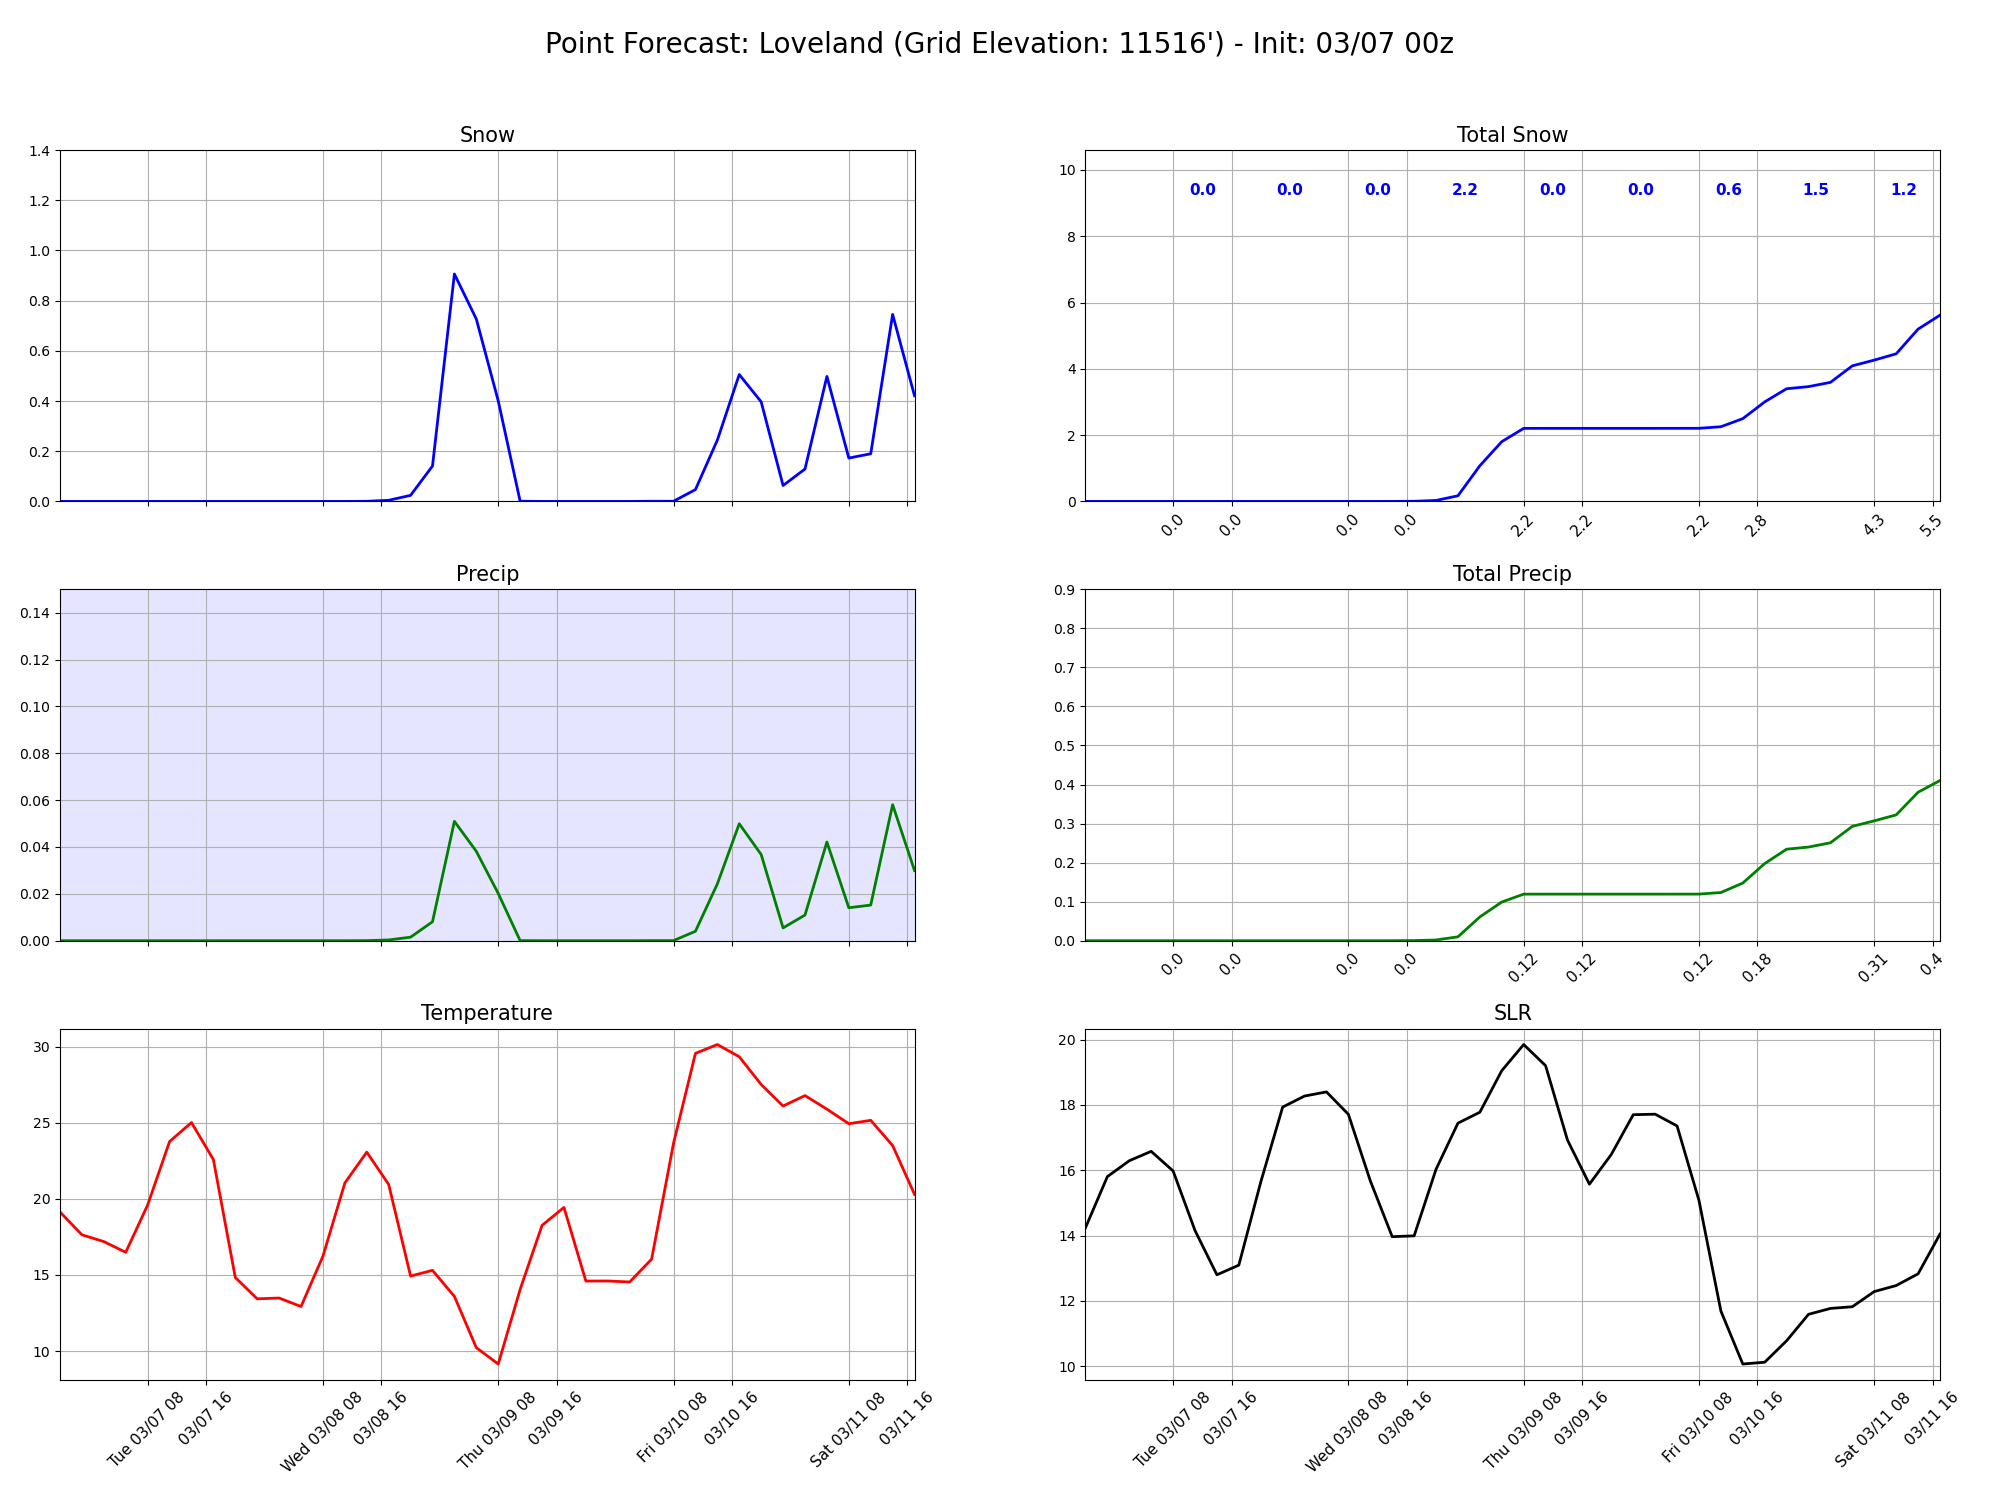 Point Forecast: Loveland (Grid Elevation: 11516') - Init: 03/07 00z
Snow
1.4
1.2
1.0
0.8
0.6
0.4
0.2
0.0
Total Snow
10
8
6
4
2
0
0.0 0.0 0.0 2.2 0.0 0.0 0.6 1.5 1.2
0.0 0.0 0.0 0.0 2.2 2.2 2.2 2.8 4.3 5.5
Precip
0.14
0.12
0.10
0.08
0.06
0.04
0.02
0.00
Total Precip
0.9
0.8
0.7
0.6
0.5
0.4
0.3
0.2
0.1
0.0
0.0 0.0 0.0 0.0 0.12 0.12 0.12 0.18 0.31 0.4
Temperature
30
25
20
15
10
Tue 03/07 08
03/07 16
Wed 03/08 08
03/08 16
Thu 03/09 08
03/09 16
Fri 03/10 08
03/10 16
Sat 03/11 08
03/11 16
SLR
20
18
16
14
12
10
Tue 03/07 08
03/07 16
Wed 03/08 08
03/08 16
Thu 03/09 08
03/09 16
Fri 03/10 08
03/10 16
Sat 03/11 08
03/11 16